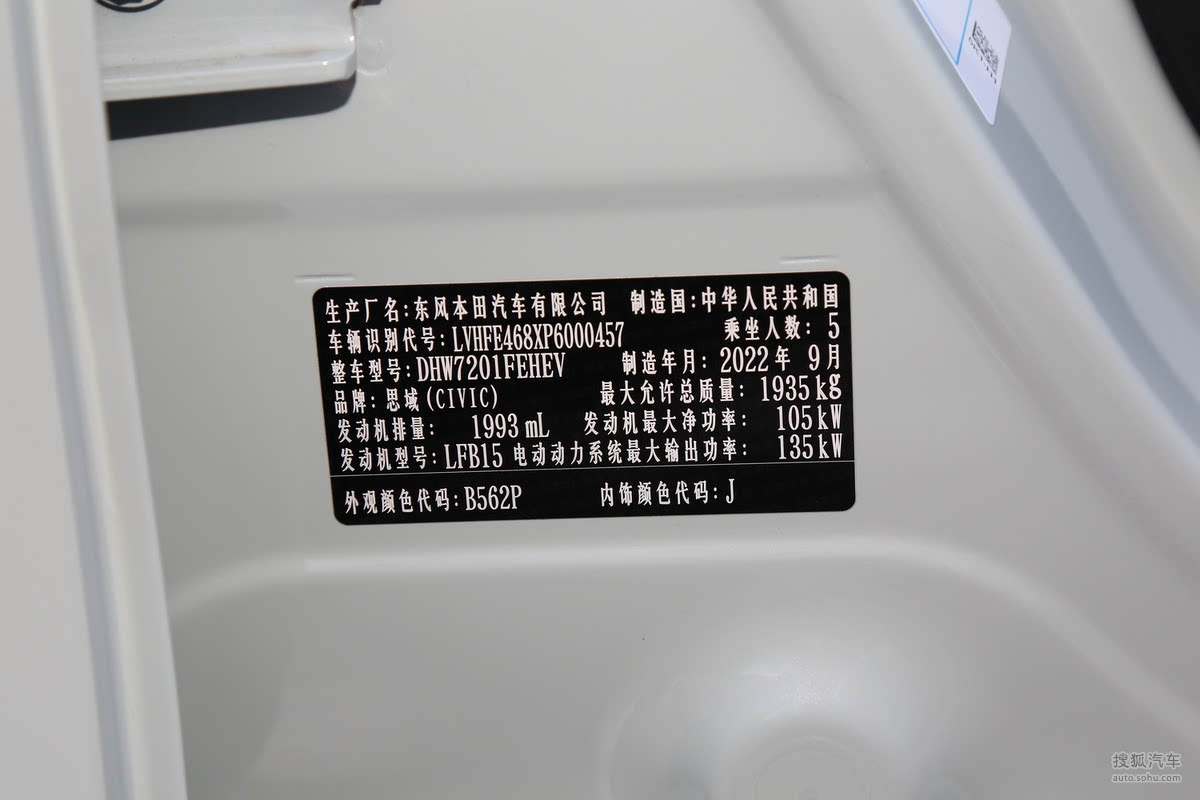 生产厂名:东风本田汽车有限公司 制造国:中华人民共和国
车辆识别代号:LVHFE468XP6000457 乘坐人数:5
整车型号:DHW7201FEHEV 制造年月:2022年 9月
品牌:思域(CIVIC) 最大允许总质量:1935kg
发动机排量: 1993mL 发动机最大净功率: 105kW
发动机型号:LFB15 电动动力系统最大输出功率: 135kW
外观颜色代码:B562P 内饰颜色代码:J
搜狐汽车
auto.sohu.com